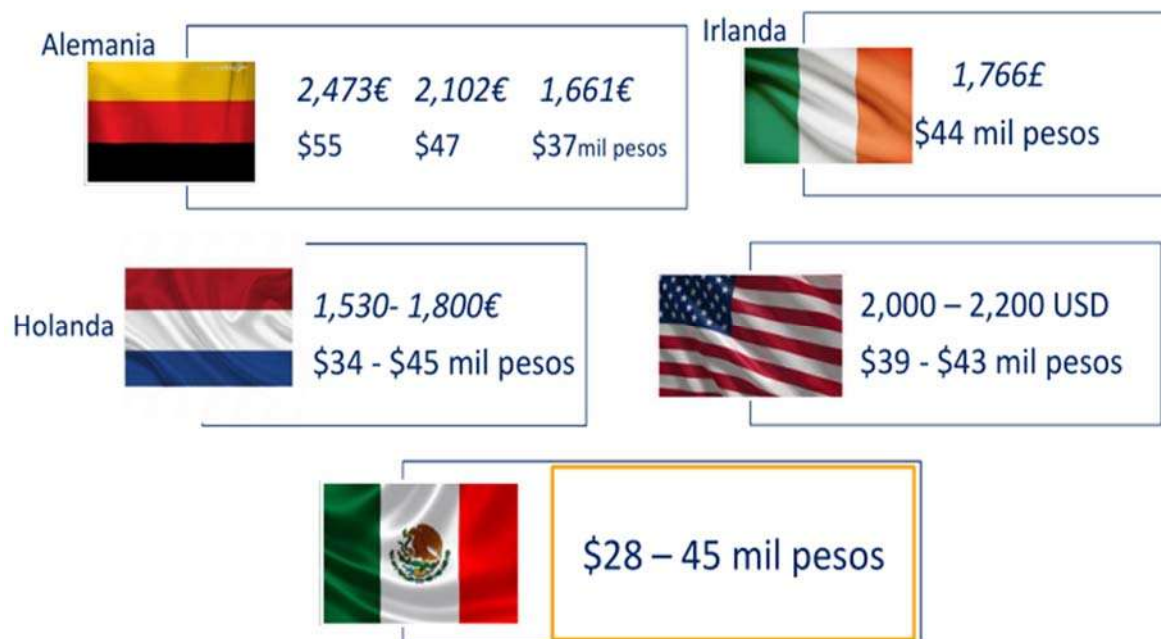 Alemania
2,473€ 2,102€ 1,661€
$55 $47 $37mil pesos
Irlanda
1,766£
$44 mil pesos
Holanda
1,530- 1,800€
$34 - $45 mil pesos
2,000 – 2,200 USD
$39 - $43 mil pesos
$28 – 45 mil pesos